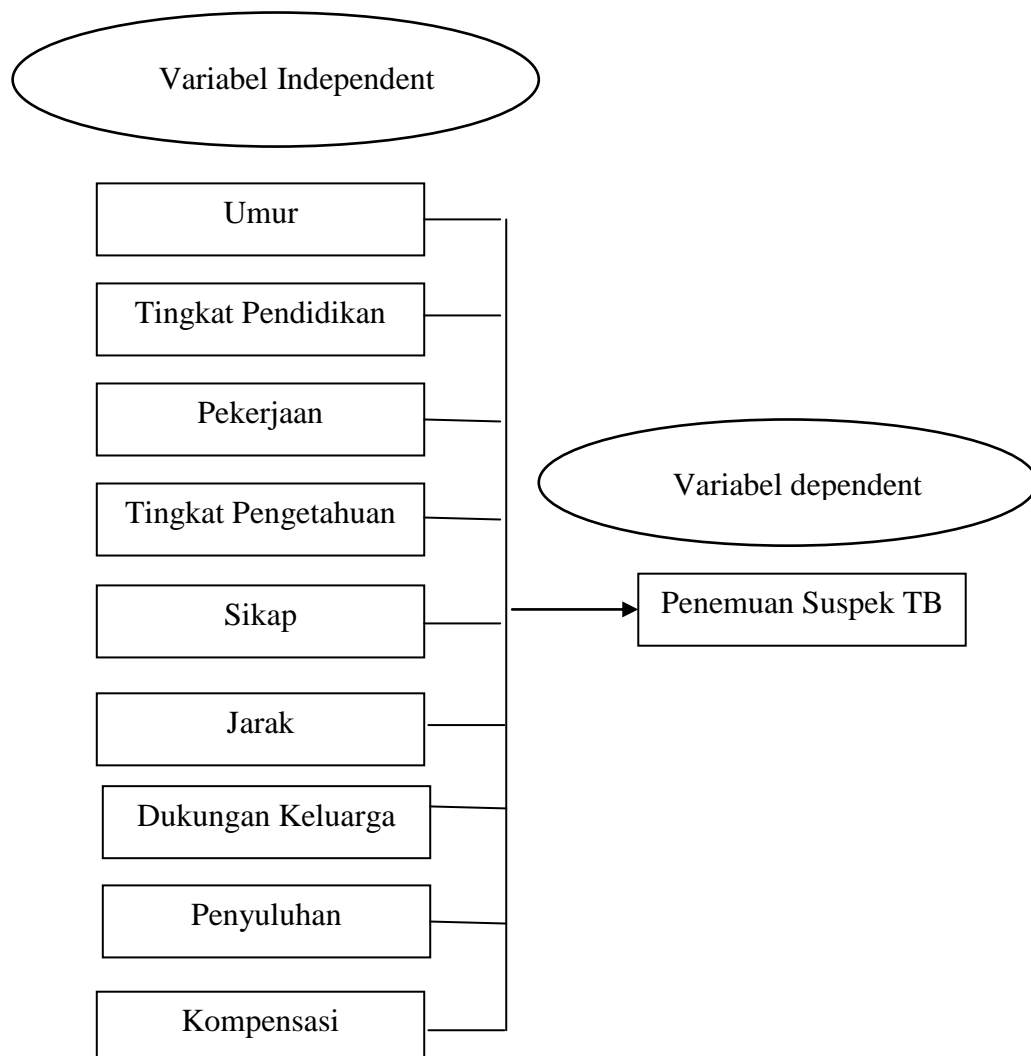 Variabel Independent
Umur
Tingkat Pendidikan
Pekerjaan
Tingkat Pengetahuan
Sikap
Jarak
Dukungan Keluarga
Penyuluhan
Kompensasi
Variabel dependent
Penemuan Suspek TB